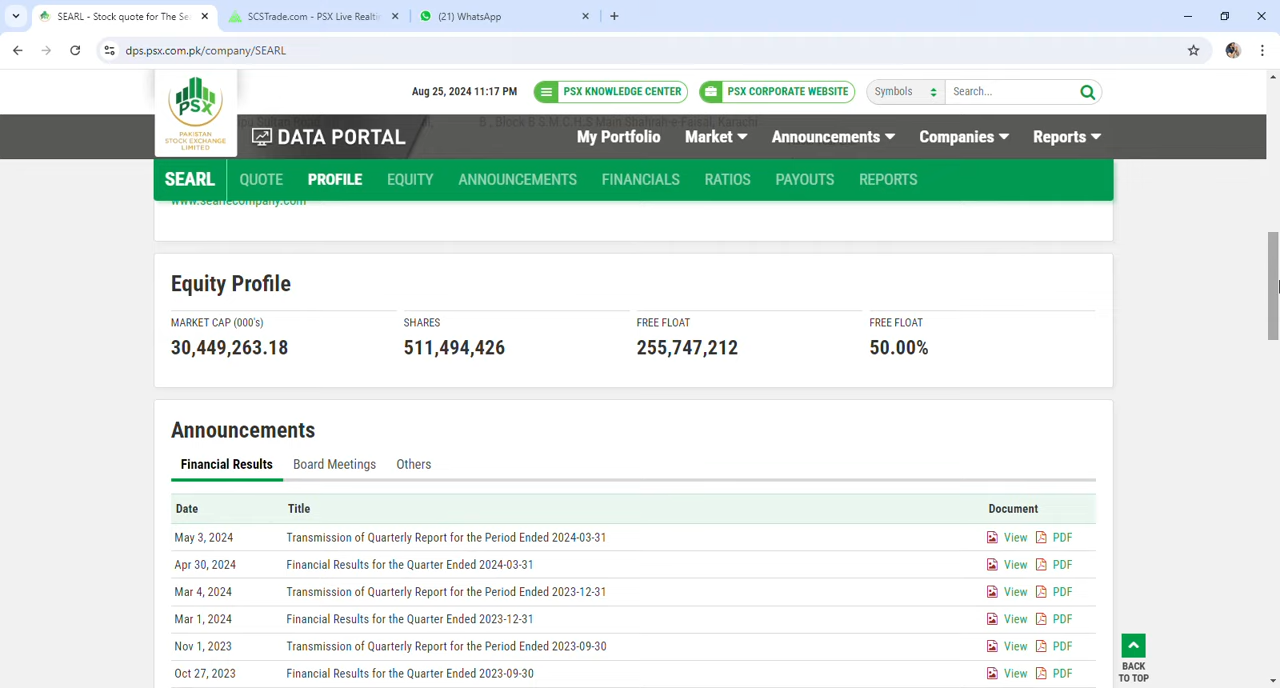 SEARL - Stock quote for The Se
SCSTrade.com - PSX Live Realti
(21) WhatsApp
dps.psx.com.pk/company/SEARL
Aug 25, 2024 11:17 PM
PSX KNOWLEDGE CENTER
PSX CORPORATE WEBSITE
Symbols
Search...
PSX
PAKISTAN
STOCK EXCHANGE
LIMITED
DATA PORTAL
My Portfolio
Market
Announcements
Companies
Reports
SEARL
QUOTE
PROFILE
EQUITY
ANNOUNCEMENTS
FINANCIALS
RATIOS
PAYOUTS
REPORTS
www.searlecompany.com
Equity Profile
MARKET CAP (000's)
SHARES
FREE FLOAT
FREE FLOAT
30,449,263.18
511,494,426
255,747,212
50.00%
Announcements
Financial Results
Board Meetings
Others
Date Title Document
May 3, 2024 Transmission of Quarterly Report for the Period Ended 2024-03-31 View PDF
Apr 30, 2024 Financial Results for the Quarter Ended 2024-03-31 View PDF
Mar 4, 2024 Transmission of Quarterly Report for the Period Ended 2023-12-31 View PDF
Mar 1, 2024 Financial Results for the Quarter Ended 2023-12-31 View PDF
Nov 1, 2023 Transmission of Quarterly Report for the Period Ended 2023-09-30 View PDF
Oct 27, 2023 Financial Results for the Quarter Ended 2023-09-30 View PDF
BACK
TO TOP